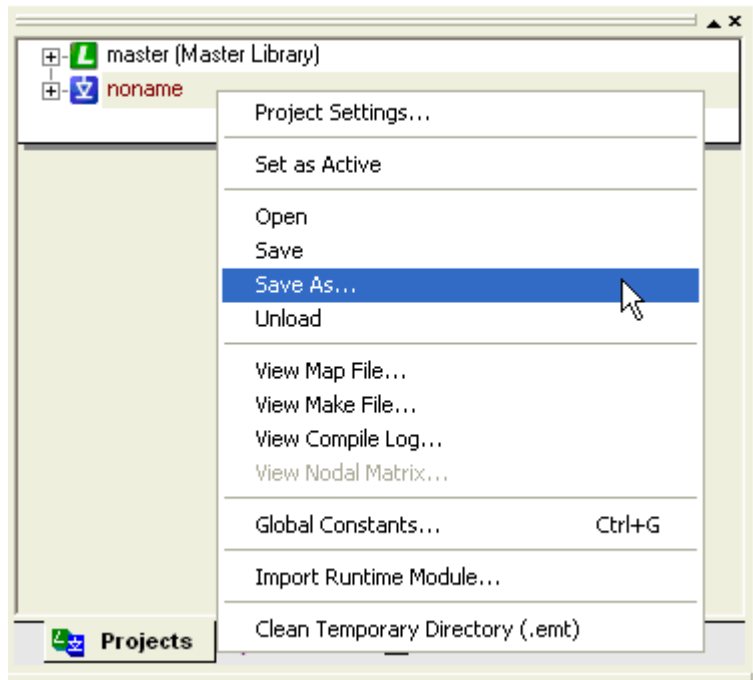 master (Master Library)
noname
Project Settings...
Set as Active
Open
Save
Save As...
Unload
View Map File...
View Make File...
View Compile Log...
View Nodal Matrix...
Global Constants... Ctrl+G
Import Runtime Module...
Clean Temporary Directory (.emt)
Projects